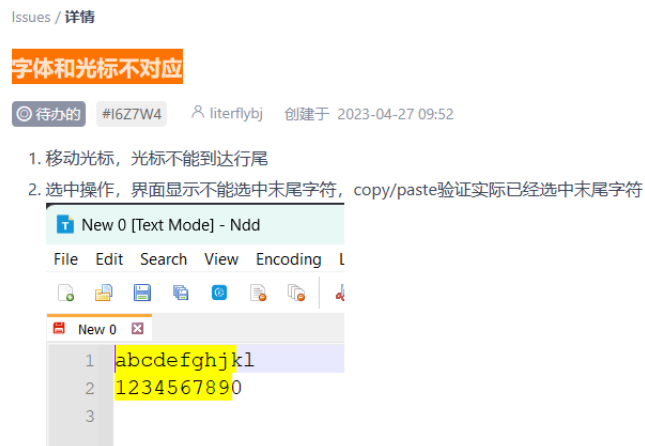 Issues / 详情
字体和光标不对应
待办的 #I6Z7W4 literflybj 创建于 2023-04-27 09:52
1. 移动光标，光标不能到达行尾
2. 选中操作，界面显示不能选中末尾字符，copy/paste验证实际已经选中末尾字符
New 0 [Text Mode] - Ndd
File Edit Search View Encoding
New 0
1 abcdefghjkl
2 1234567890
3